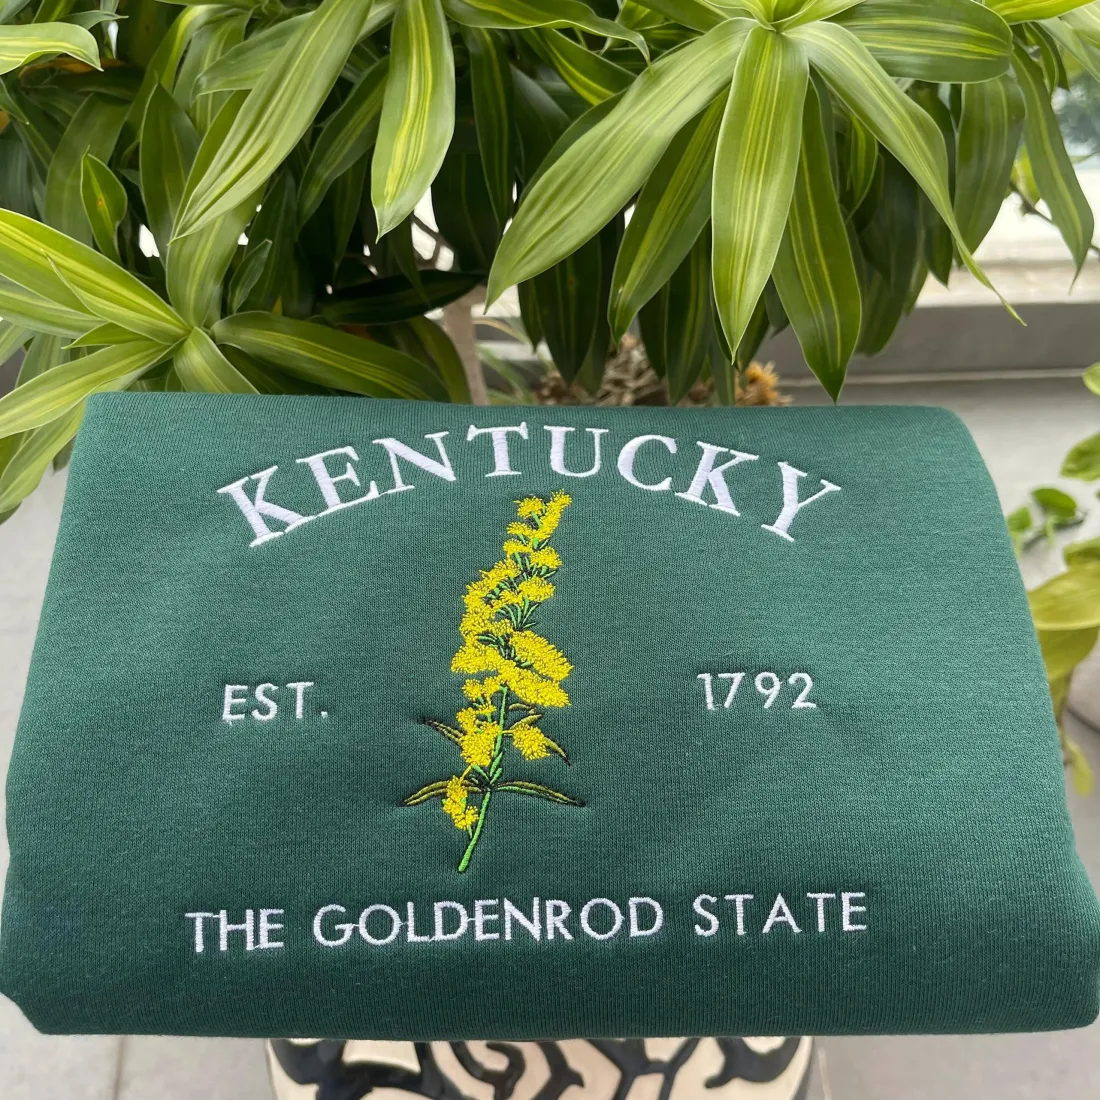 KENTUCKY
EST. 1792
THE GOLDENROD STATE